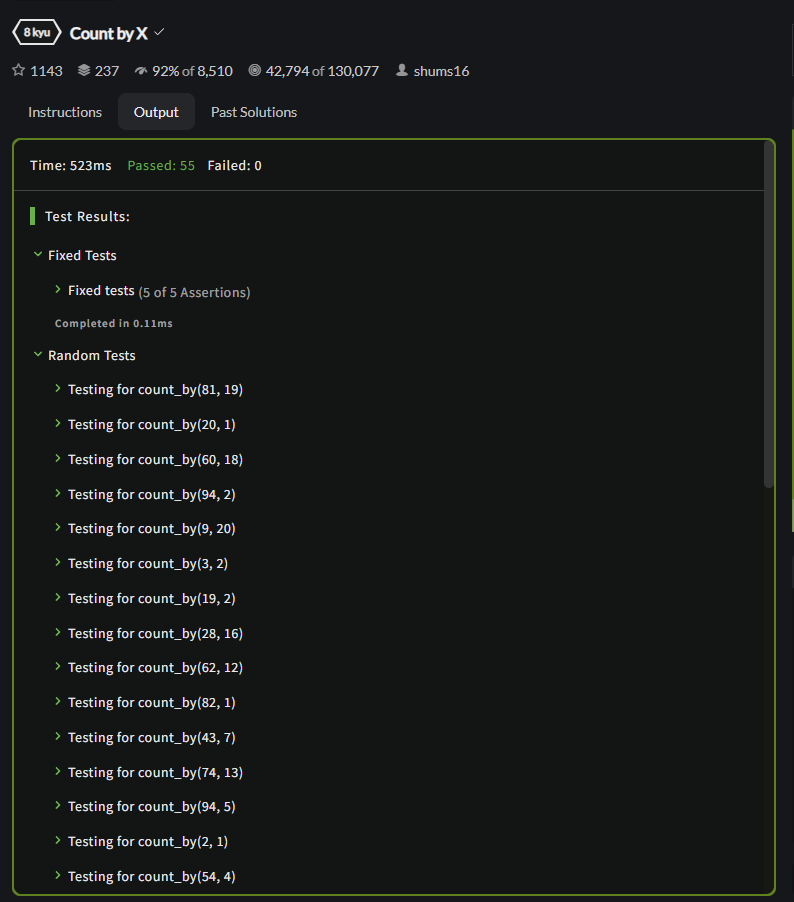 8 kyu Count by X
1143 237 92% of 8,510 42,794 of 130,077 shums16
Instructions Output Past Solutions
Time: 523ms Passed: 55 Failed: 0
Test Results:
Fixed Tests
Fixed tests (5 of 5 Assertions)
Completed in 0.11ms
Random Tests
Testing for count_by(81, 19)
Testing for count_by(20, 1)
Testing for count_by(60, 18)
Testing for count_by(94, 2)
Testing for count_by(9, 20)
Testing for count_by(3, 2)
Testing for count_by(19, 2)
Testing for count_by(28, 16)
Testing for count_by(62, 12)
Testing for count_by(82, 1)
Testing for count_by(43, 7)
Testing for count_by(74, 13)
Testing for count_by(94, 5)
Testing for count_by(2, 1)
Testing for count_by(54, 4)